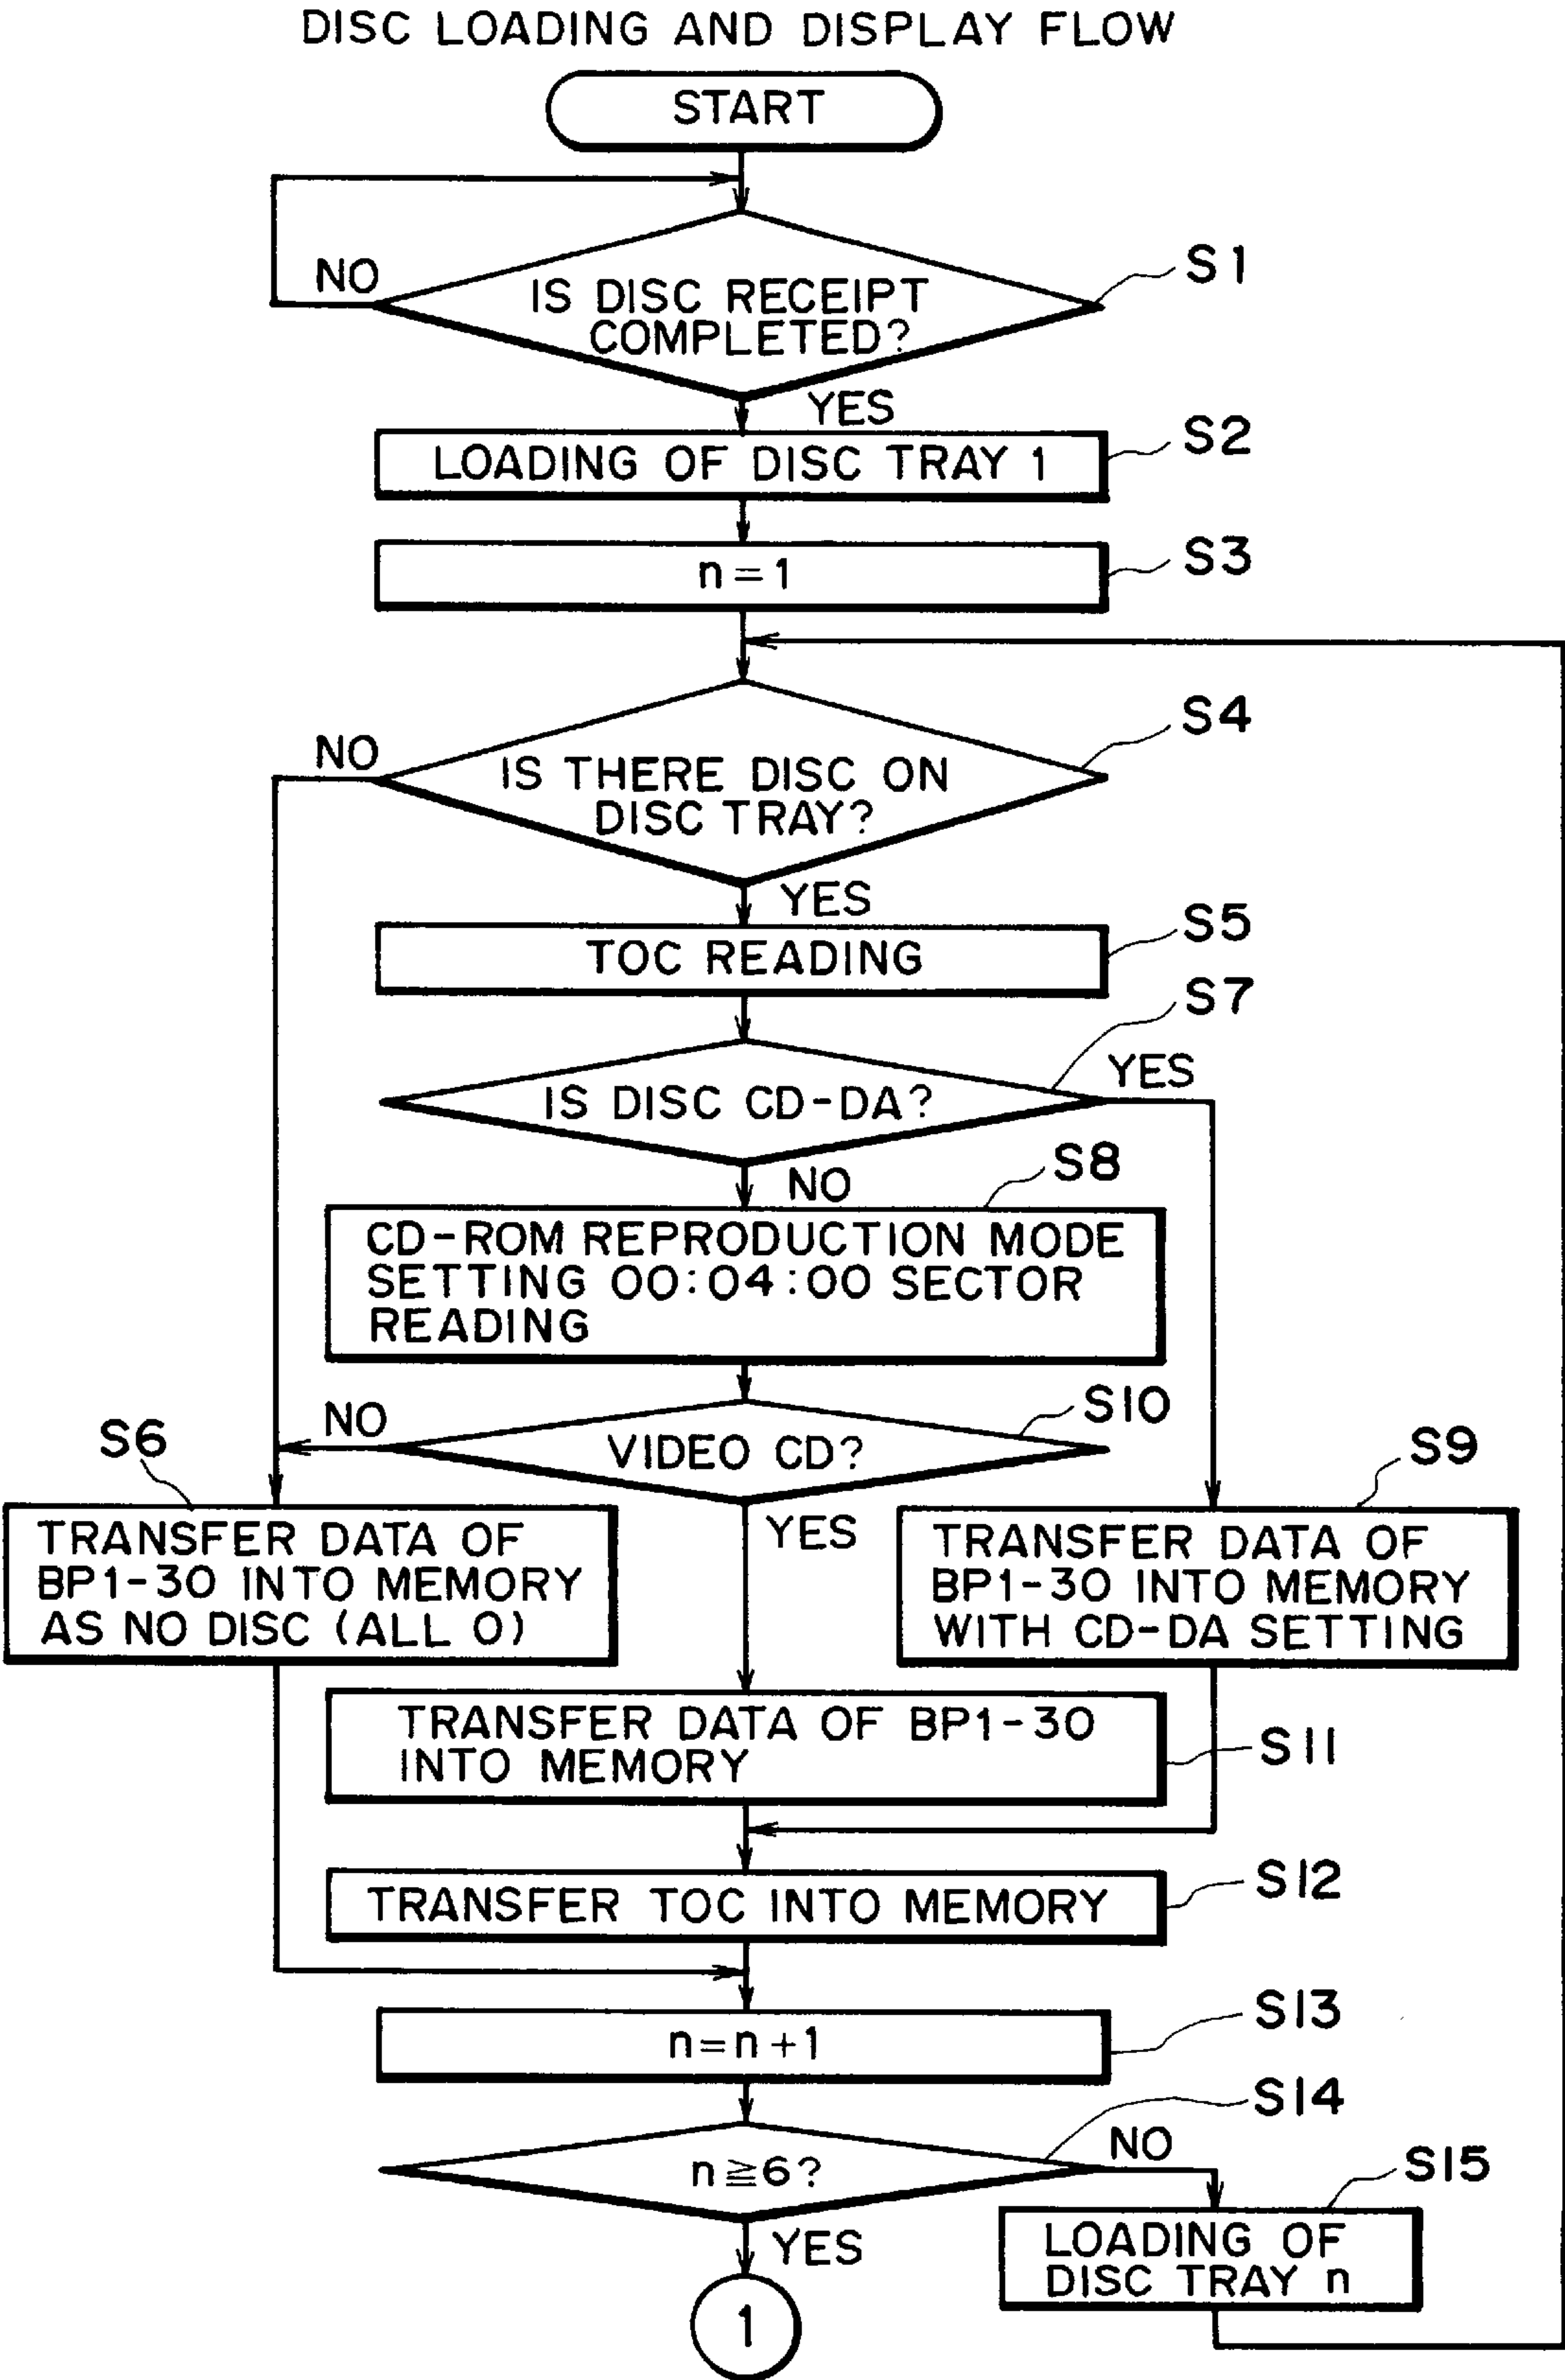 DISC LOADING AND DISPLAY FLOW
START
NO
IS DISC RECEIPT
COMPLETED?
S1
YES
LOADING OF DISC TRAY 1
S2
n=1
S3
NO
IS THERE DISC ON
DISC TRAY?
S4
YES
TOC READING
S5
S7
IS DISC CD-DA?
YES
NO
S8
CD-ROM REPRODUCTION MODE
SETTING 00:04:00 SECTOR
READING
S10
NO
VIDEO CD?
S6
S9
YES
TRANSFER DATA OF
BP1-30 INTO MEMORY
AS NO DISC (ALL 0)
TRANSFER DATA OF
BP1-30 INTO MEMORY
WITH CD-DA SETTING
TRANSFER DATA OF BP1-30
INTO MEMORY
S11
TRANSFER TOC INTO MEMORY
S12
n=n+1
S13
S14
n≧6?
NO
S15
YES
LOADING OF
DISC TRAY n
1